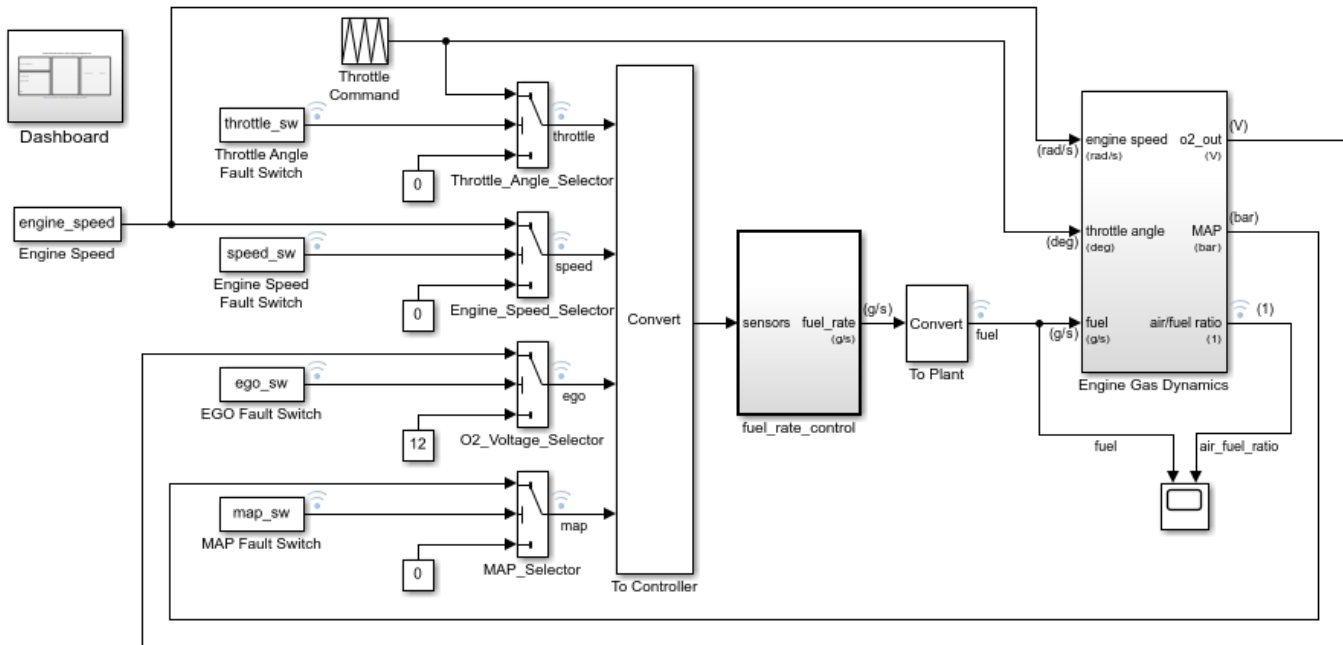 Dashboard
Throttle
Command
throttle_sw
Throttle Angle
Fault Switch
0
throttle
Throttle_Angle_Selector
engine_speed
Engine Speed
speed_sw
Engine Speed
Fault Switch
0
speed
Engine_Speed_Selector
ego_sw
EGO Fault Switch
12
ego
O2_Voltage_Selector
map_sw
MAP Fault Switch
0
map
MAP_Selector
Convert
To Controller
sensors
fuel_rate
(g/s)
fuel_rate_control
(g/s)
Convert
To Plant
fuel
(rad/s)
engine speed
(rad/s)
o2_out
(V)
(V)
(deg)
throttle angle
(deg)
MAP
(bar)
(bar)
(g/s)
fuel
(g/s)
air/fuel ratio
(1)
(1)
Engine Gas Dynamics
fuel
air_fuel_ratio